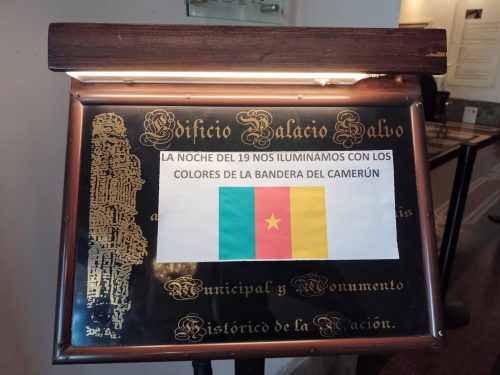 Edificio Palacio Salvo
LA NOCHE DEL 19 NOS ILUMINAMOS CON LOS
COLORES DE LA BANDERA DEL CAMERÚN
Municipal y Monumento
Histórico de la Nación.